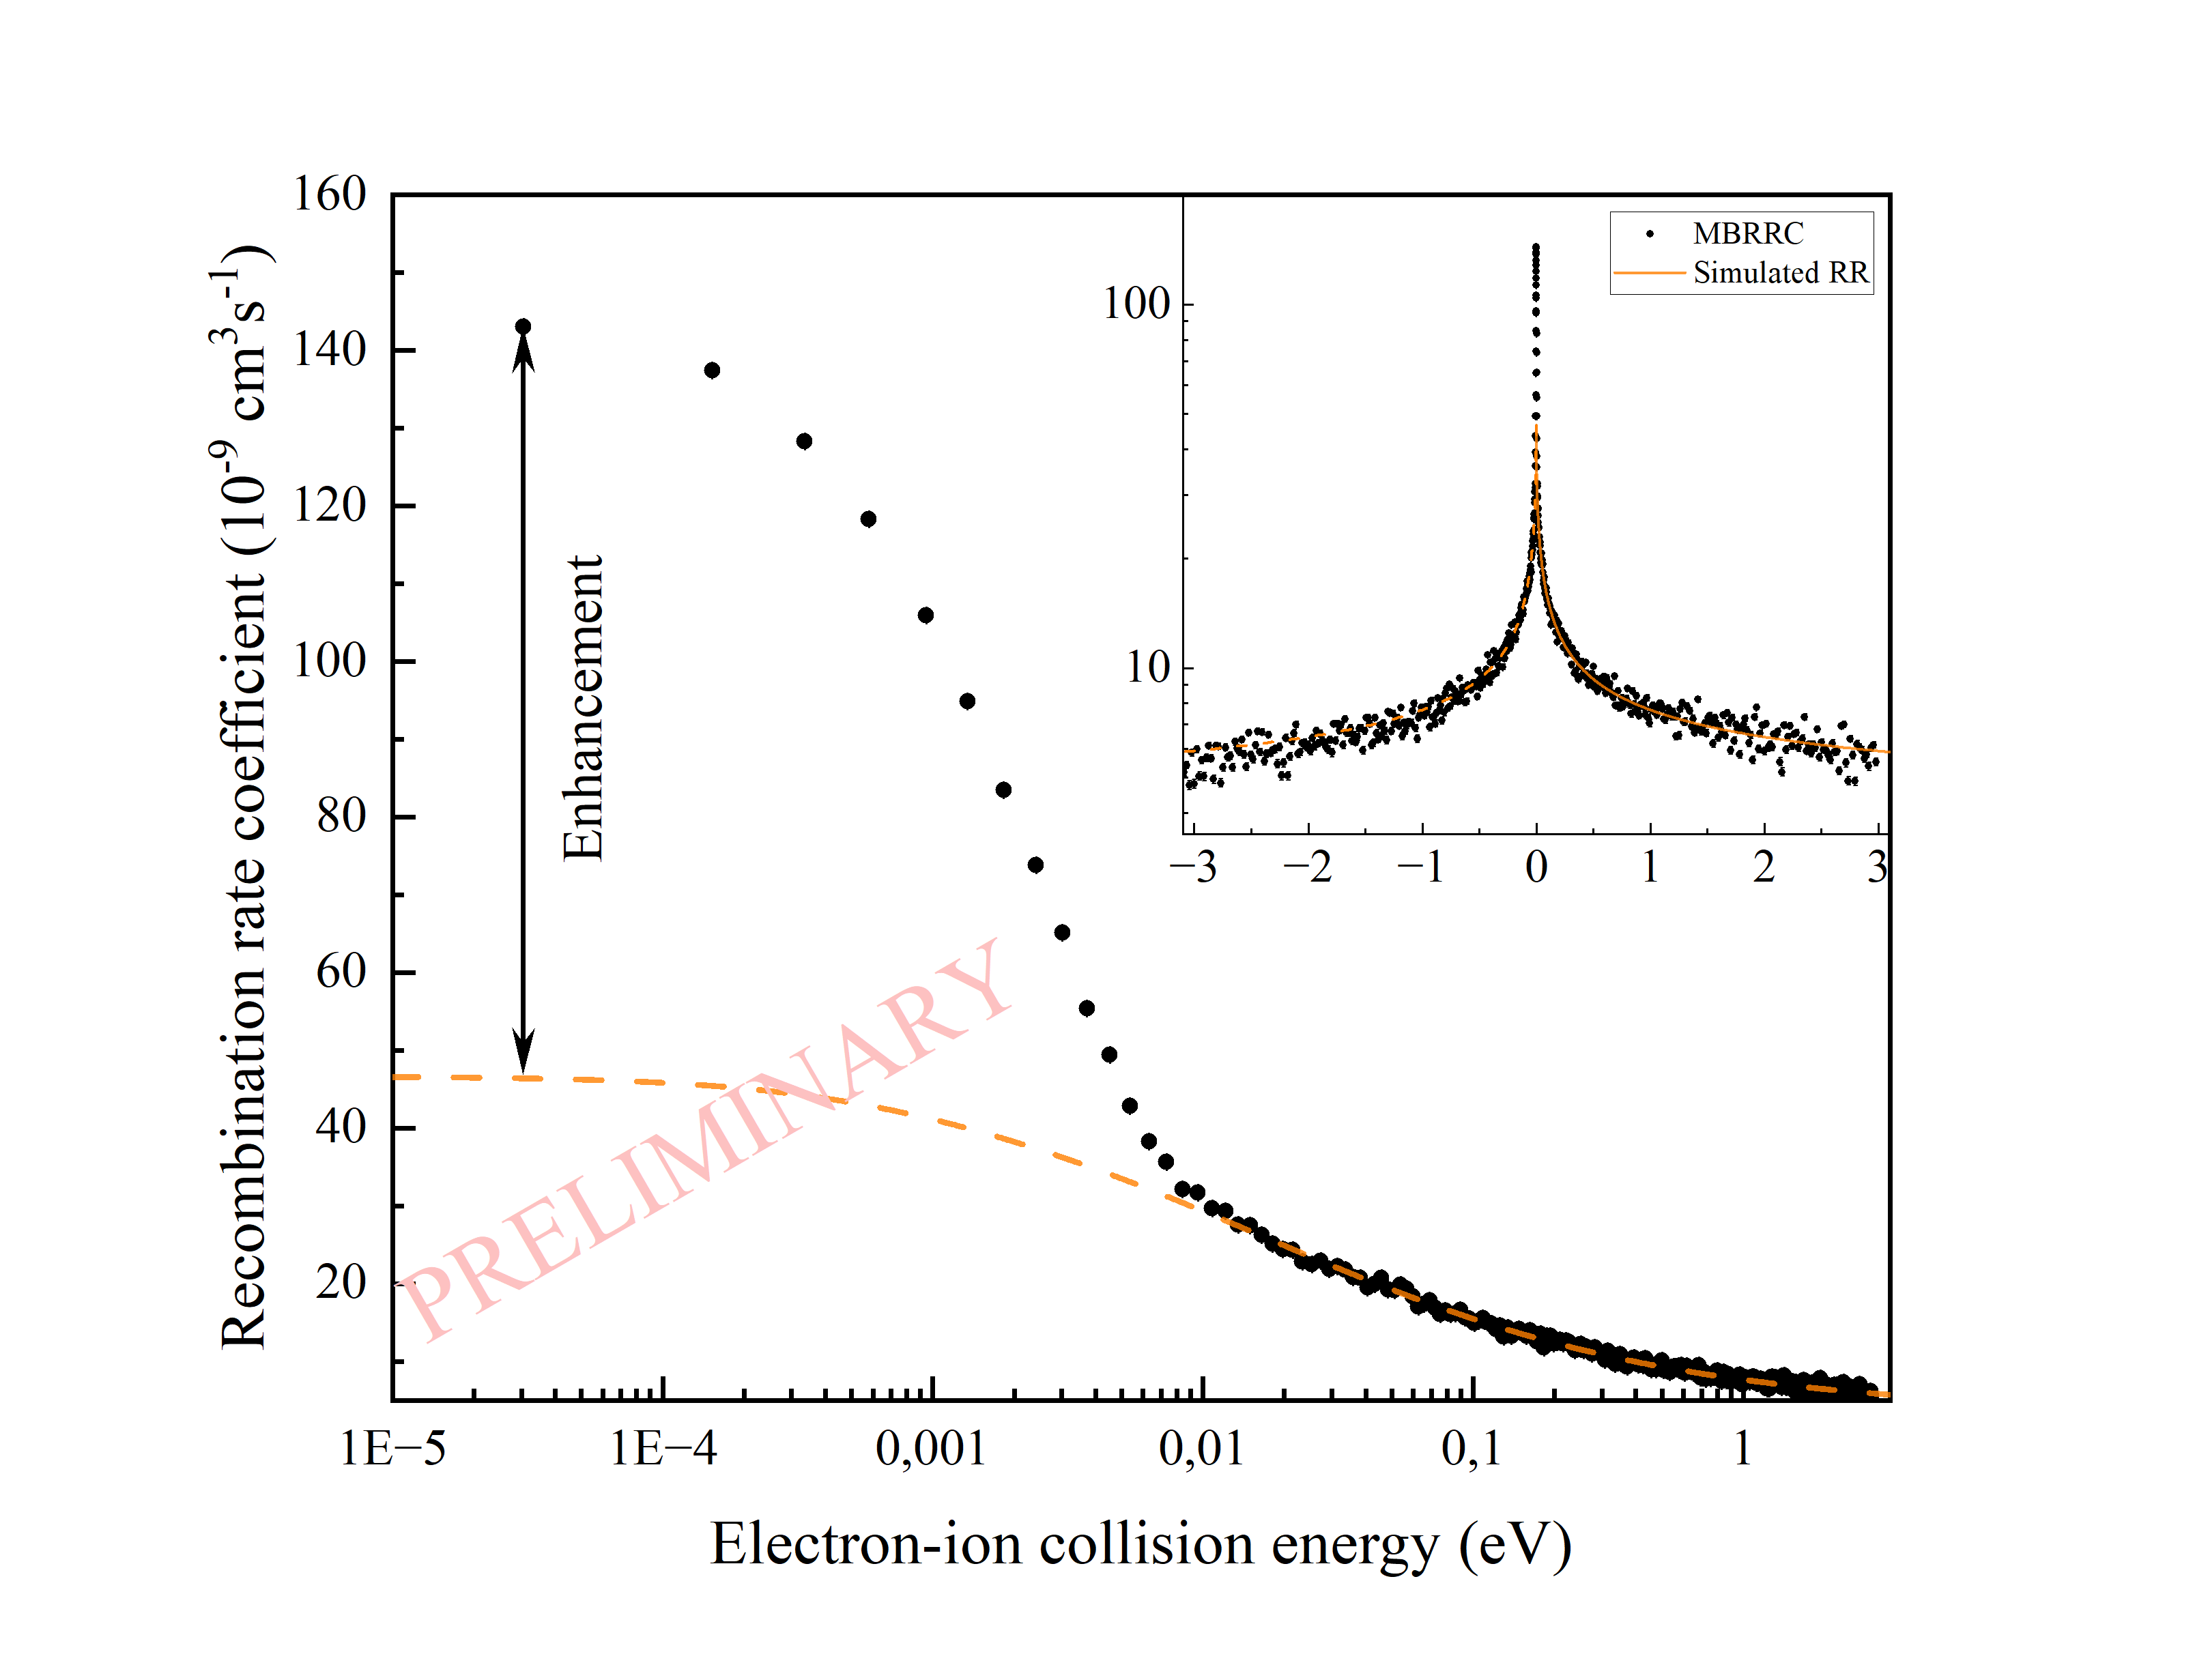 160
140
120
100
80
60
40
20
Recombination rate coefficient (10⁻⁹ cm³s⁻¹)
Enhancement
PRELIMINARY
MBRRC
Simulated RR
100
10
−3 −2 −1 0 1 2 3
1E−5 1E−4 0,001 0,01 0,1 1
Electron-ion collision energy (eV)